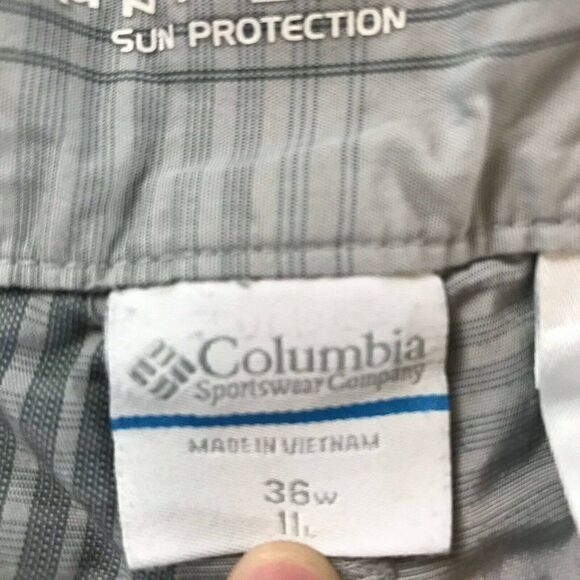 SUN PROTECTION
Columbia
Sportswear Company
MADE IN VIETNAM
36w
11L